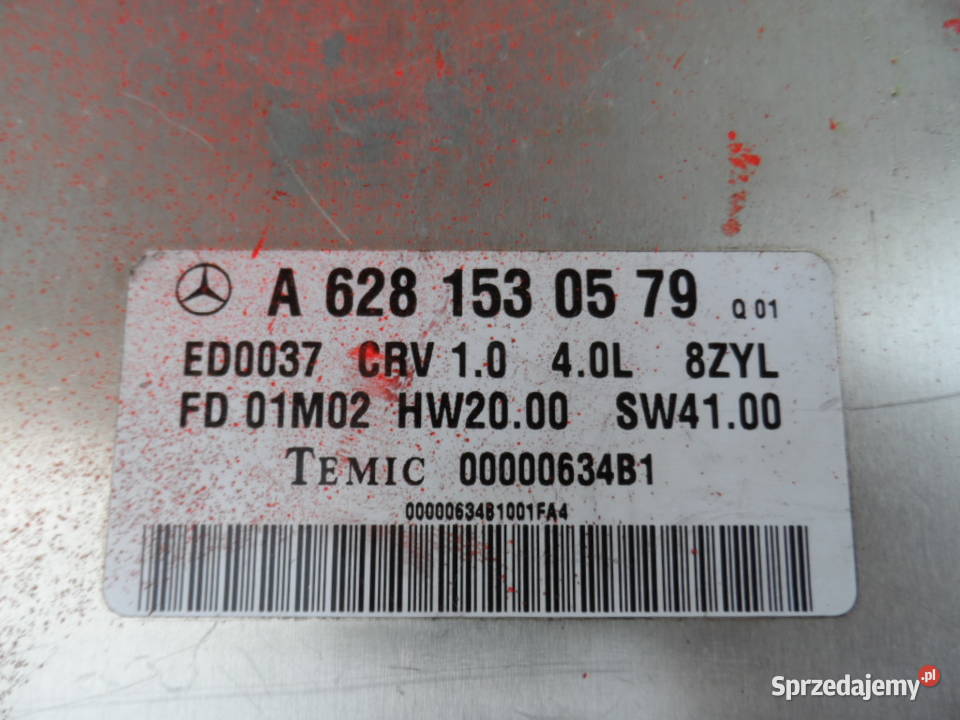 A 628 153 05 79 Q 01
ED0037 CRV 1.0 4.0L 8ZYL
FD 01M02 HW20.00 SW41.00
TEMIC 00000634B1
00000634B1001FA4
Sprzedajemy.pl